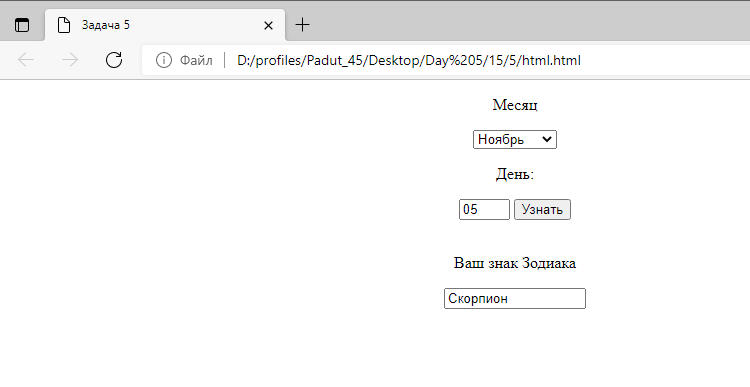 Задача 5
Файл D:/profiles/Padut_45/Desktop/Day%205/15/5/html.html
Месяц
Ноябрь
День:
05 Узнать
Ваш знак Зодиака
Скорпион